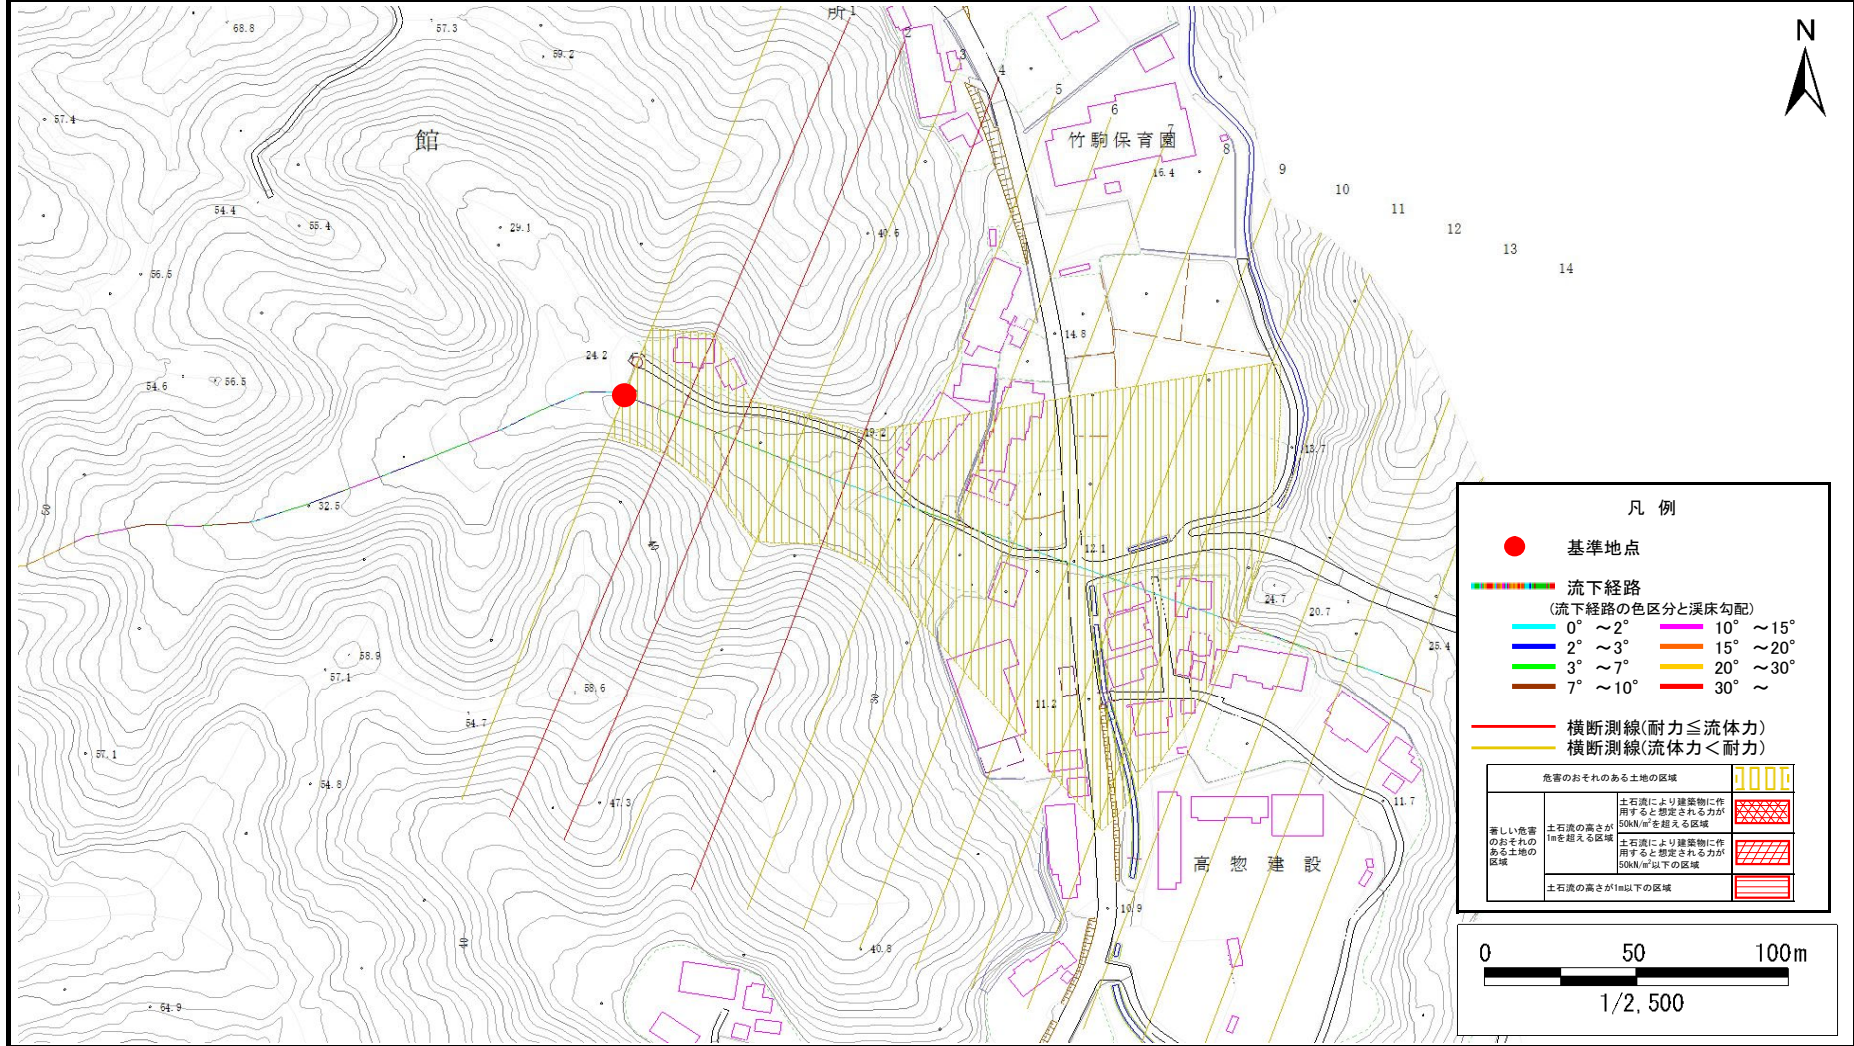 所
1
2
3
4
5
6
7
8
9
10
11
12
13
14
N
68.8
57.3
59.2
57.4
館
竹駒保育園
16.4
54.4
55.4
29.1
40.6
56.5
14.8
24.2
54.6
56.5
19.2
13.7
32.5
50
12.1
24.7
20.7
25.4
58.9
57.1
58.6
54.7
30
11.2
57.1
54.8
47.3
11.7
高惣建設
10.9
40
40.8
64.9
凡 例
基準地点
流下経路
(流下経路の色区分と渓床勾配)
0° ～2° 10° ～15°
2° ～3° 15° ～20°
3° ～7° 20° ～30°
7° ～10° 30° ～
横断測線(耐力≦流体力)
横断測線(流体力＜耐力)
危害のおそれのある土地の区域
著しい危害
のおそれの
ある土地の
区域
土石流の高さが
1mを超える区域
土石流により建築物に作
用すると想定される力が
50kN/㎡を超える区域
土石流により建築物に作
用すると想定される力が
50kN/㎡以下の区域
土石流の高さが1m以下の区域
0 50 100m
1/2,500